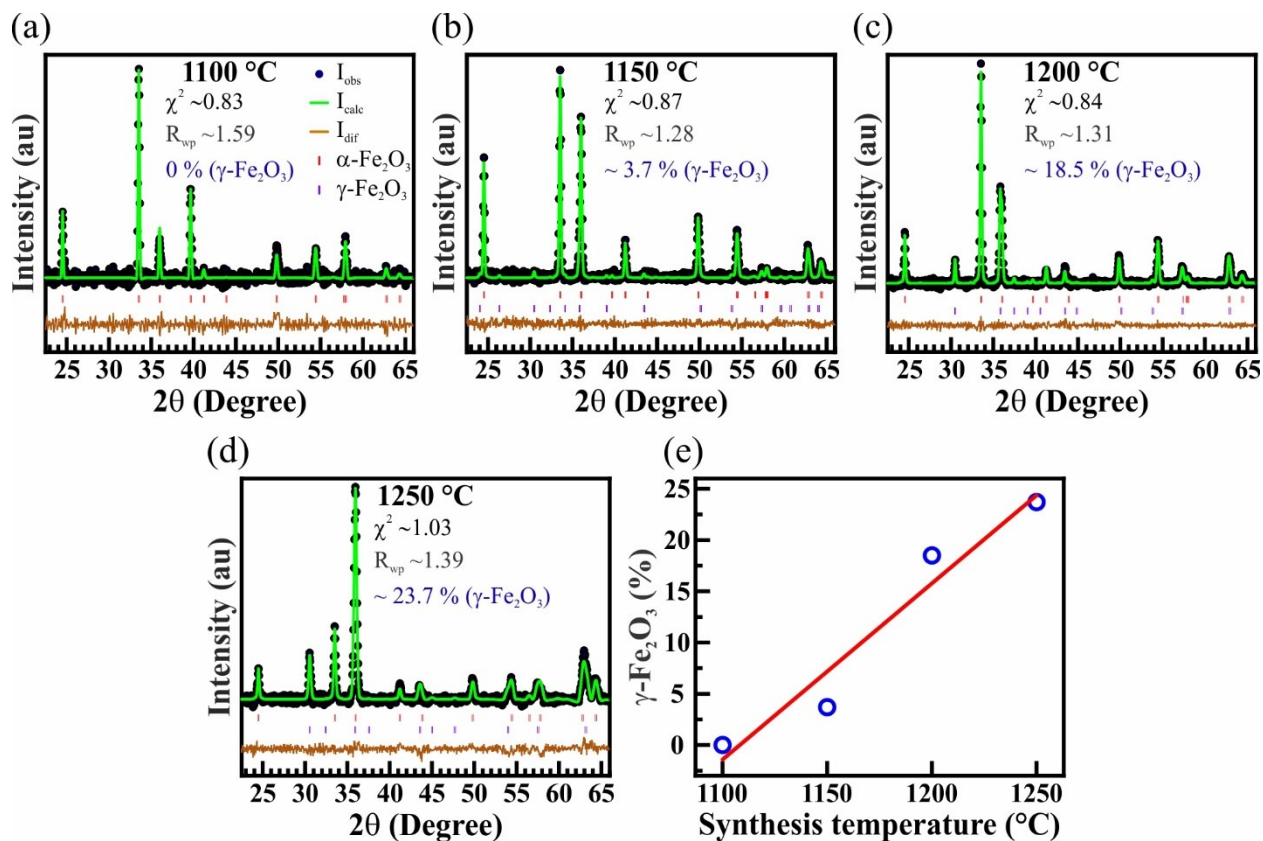 (a)
1100 °C
χ² ~0.83
R_wp ~1.59
0 % (γ-Fe₂O₃)
I_obs
I_calc
I_dif
α-Fe₂O₃
γ-Fe₂O₃
Intensity (au)
25 30 35 40 45 50 55 60 65
2θ (Degree)
(b)
1150 °C
χ² ~0.87
R_wp ~1.28
~ 3.7 % (γ-Fe₂O₃)
Intensity (au)
25 30 35 40 45 50 55 60 65
2θ (Degree)
(c)
1200 °C
χ² ~0.84
R_wp ~1.31
~ 18.5 % (γ-Fe₂O₃)
Intensity (au)
25 30 35 40 45 50 55 60 65
2θ (Degree)
(d)
1250 °C
χ² ~1.03
R_wp ~1.39
~ 23.7 % (γ-Fe₂O₃)
Intensity (au)
25 30 35 40 45 50 55 60 65
2θ (Degree)
(e)
γ-Fe₂O₃ (%)
25
20
15
10
5
0
1100 1150 1200 1250
Synthesis temperature (°C)